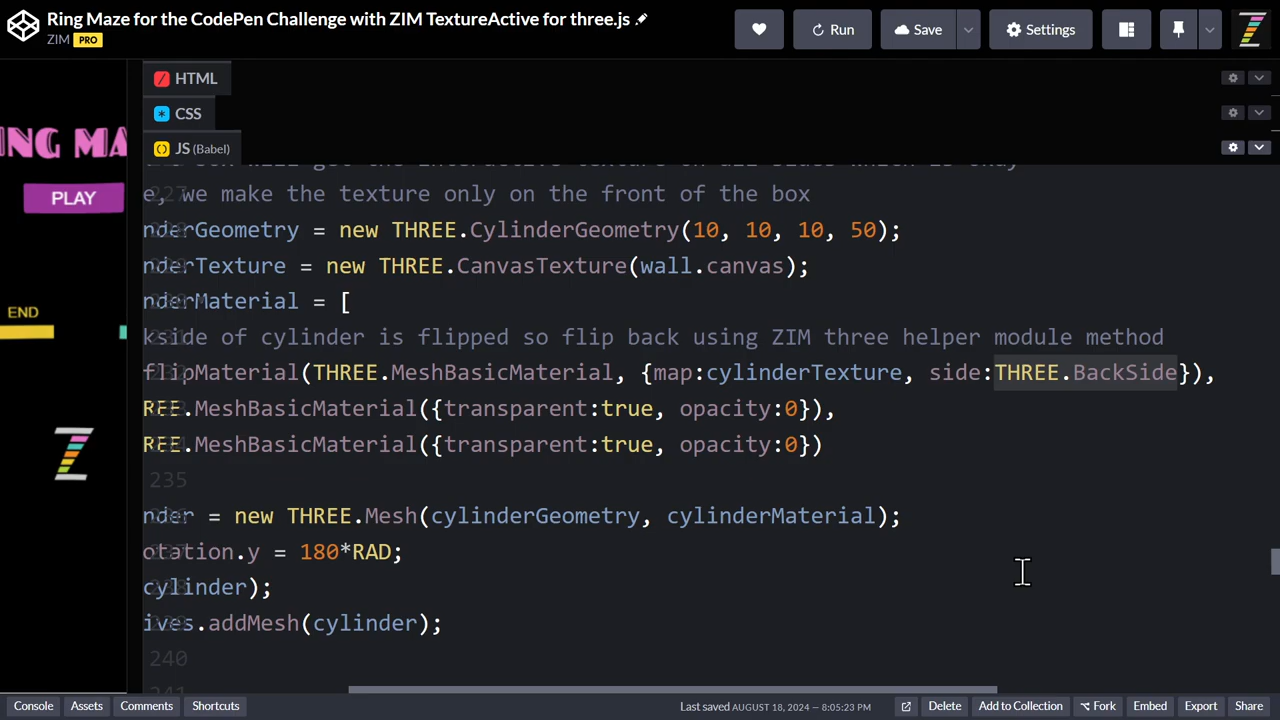 Ring Maze for the CodePen Challenge with ZIM TextureActive for three.js
ZIM PRO
Run
Save
Settings
HTML
CSS
JS (Babel)
ING MA
PLAY
END
227 e, we make the texture only on the front of the box
nderGeometry = new THREE.CylinderGeometry(10, 10, 10, 50);
nderTexture = new THREE.CanvasTexture(wall.canvas);
nderMaterial = [
kside of cylinder is flipped so flip back using ZIM three helper module method
flipMaterial(THREE.MeshBasicMaterial, {map:cylinderTexture, side:THREE.BackSide}),
REE.MeshBasicMaterial({transparent:true, opacity:0}),
REE.MeshBasicMaterial({transparent:true, opacity:0})
235
nder = new THREE.Mesh(cylinderGeometry, cylinderMaterial);
otation.y = 180*RAD;
cylinder);
ives.addMesh(cylinder);
240
Console Assets Comments Shortcuts Last saved AUGUST 18, 2024 — 8:05:23 PM Delete Add to Collection Fork Embed Export Share